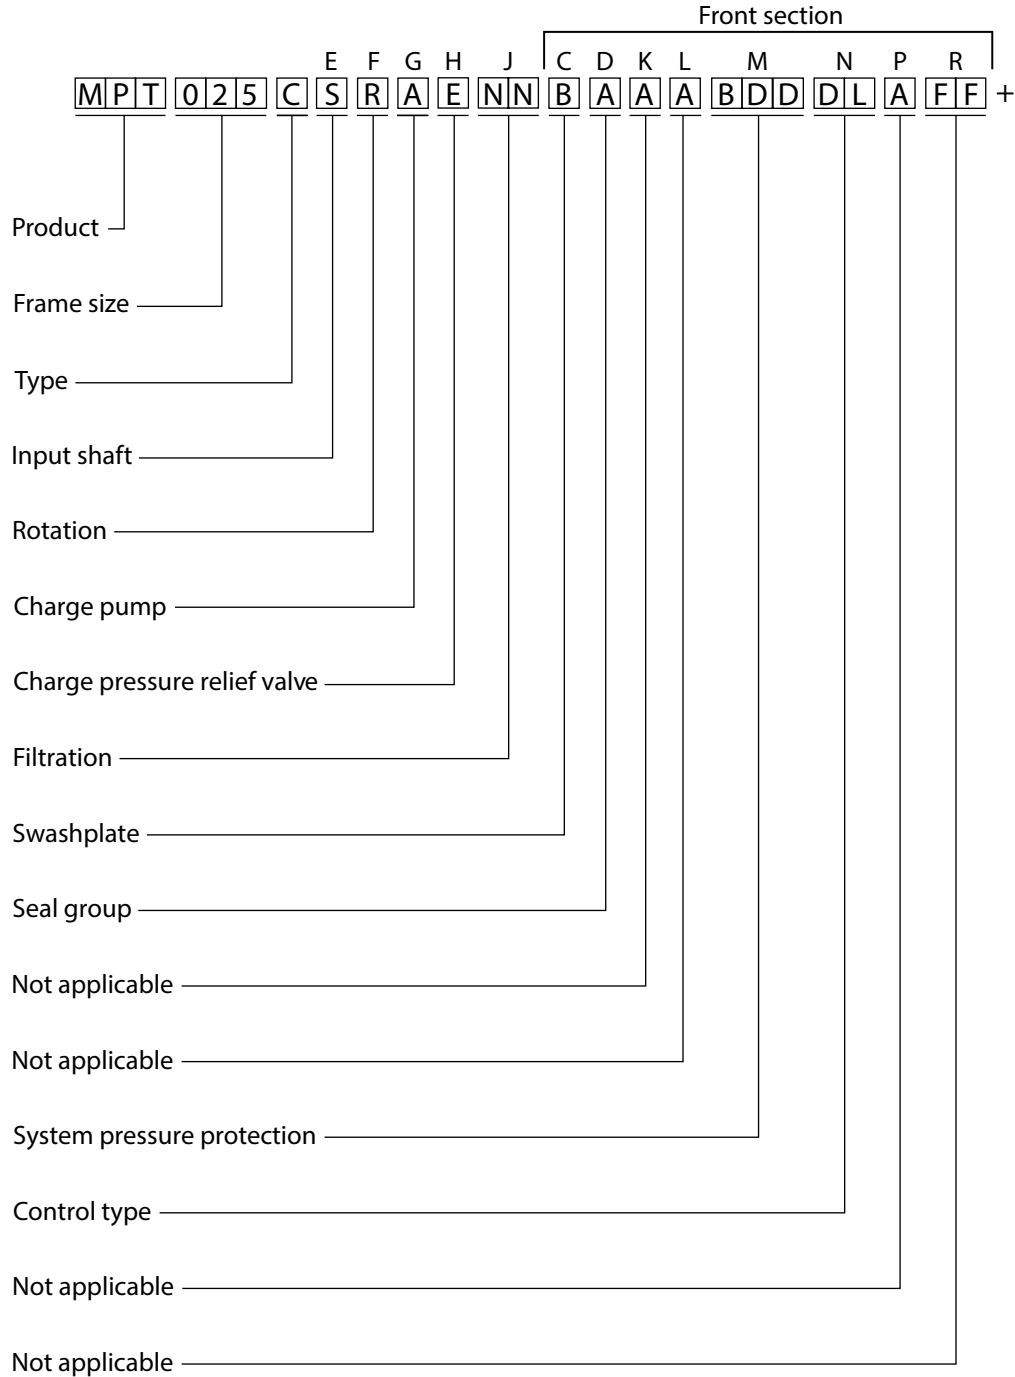 Front section
E F G H J C D K L M N P R
MPT 025 C S R A E NN B A A A BDD DL A FF +
Product
Frame size
Type
Input shaft
Rotation
Charge pump
Charge pressure relief valve
Filtration
Swashplate
Seal group
Not applicable
Not applicable
System pressure protection
Control type
Not applicable
Not applicable